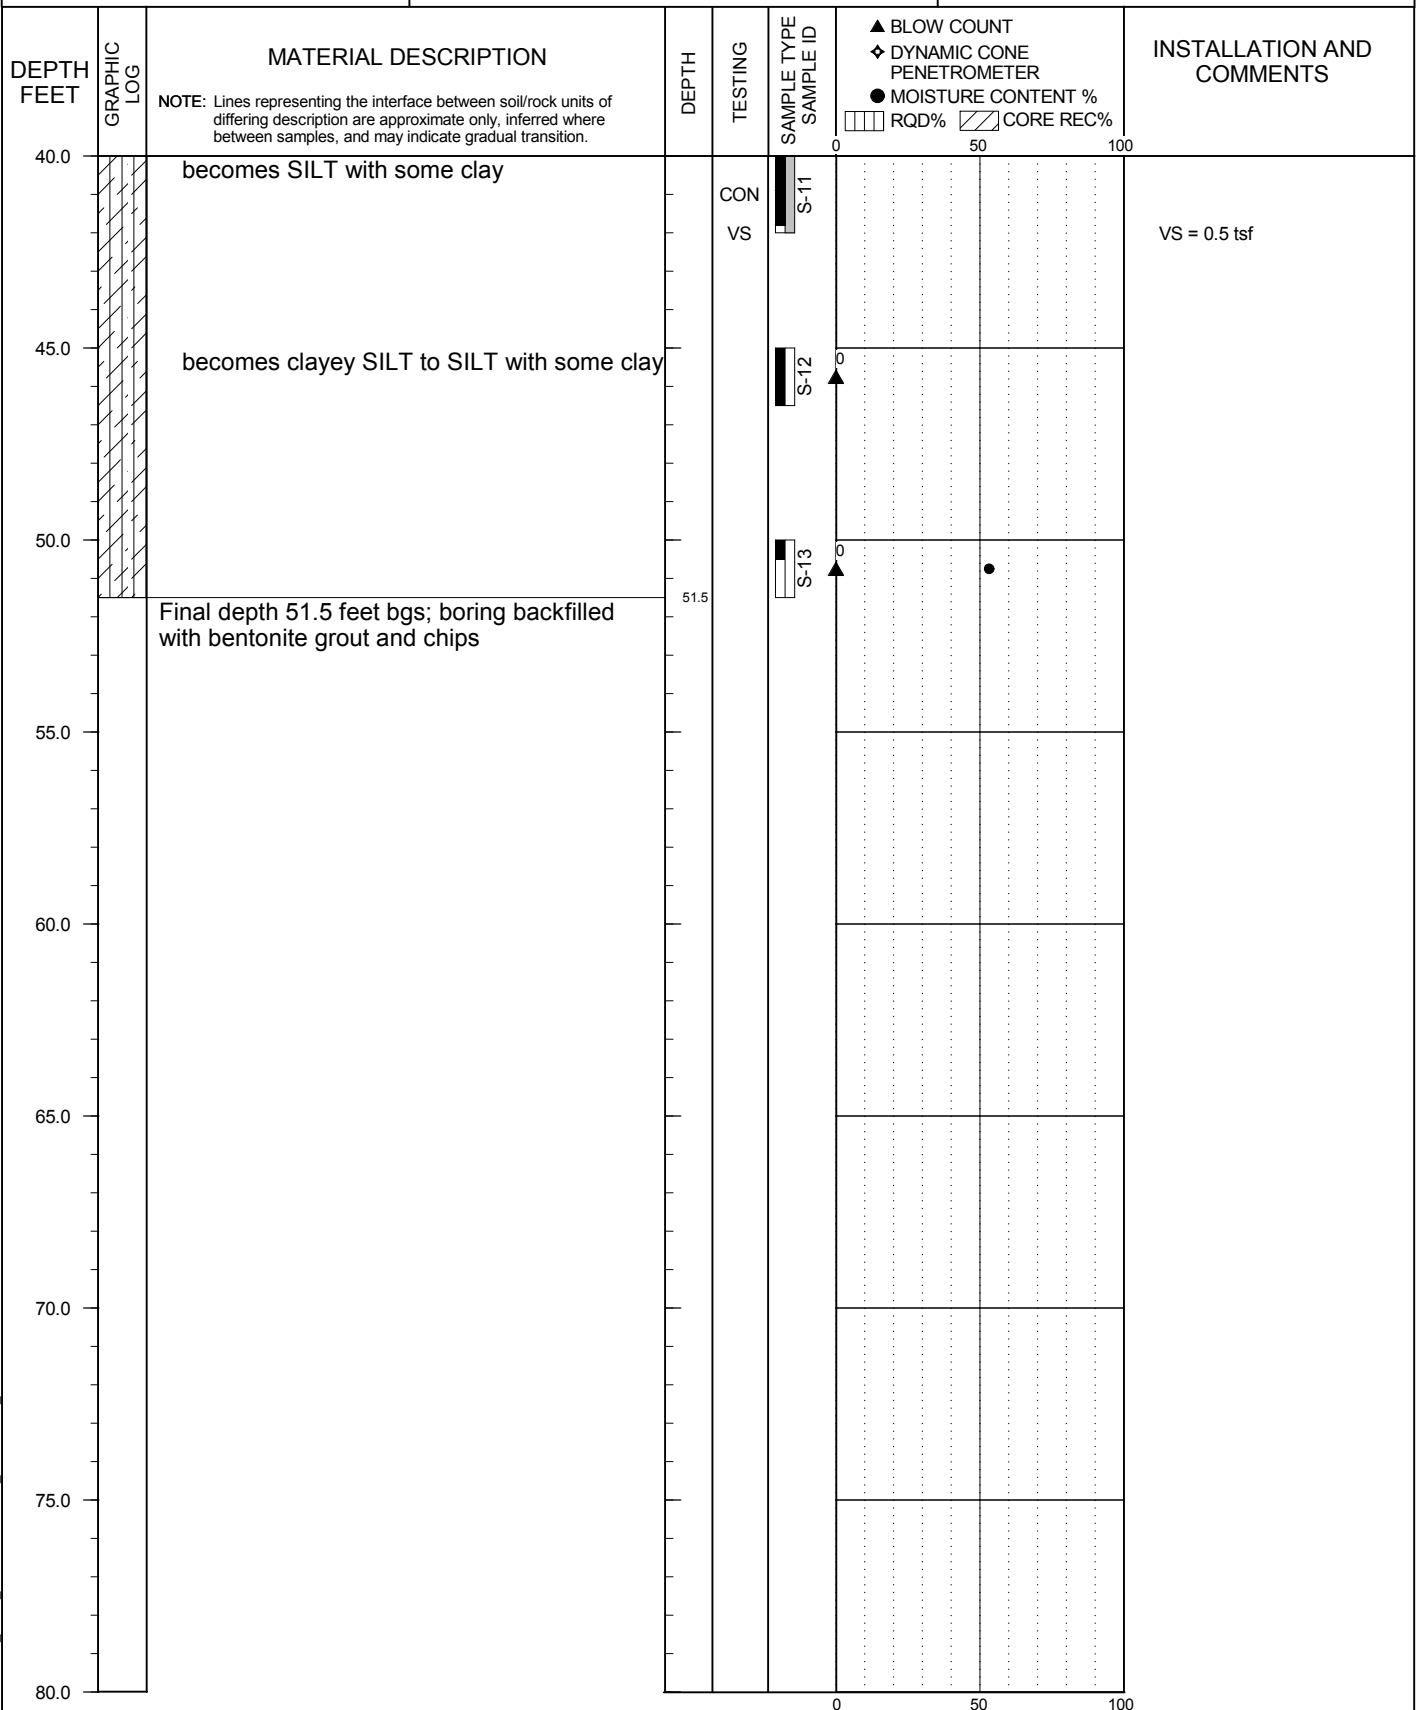 DEPTH
FEET
GRAPHIC
LOG
MATERIAL DESCRIPTION
NOTE: Lines representing the interface between soil/rock units of
differing description are approximate only, inferred where
between samples, and may indicate gradual transition.
DEPTH
TESTING
SAMPLE TYPE
SAMPLE ID
BLOW COUNT
DYNAMIC CONE
PENETROMETER
MOISTURE CONTENT %
RQD% CORE REC%
0 50 100
INSTALLATION AND
COMMENTS
40.0
becomes SILT with some clay
CON
S-11
VS
VS = 0.5 tsf
45.0
becomes clayey SILT to SILT with some clay
S-12
0
50.0
S-13
0
51.5
Final depth 51.5 feet bgs; boring backfilled
with bentonite grout and chips
55.0
60.0
65.0
70.0
75.0
80.0
0 50 100